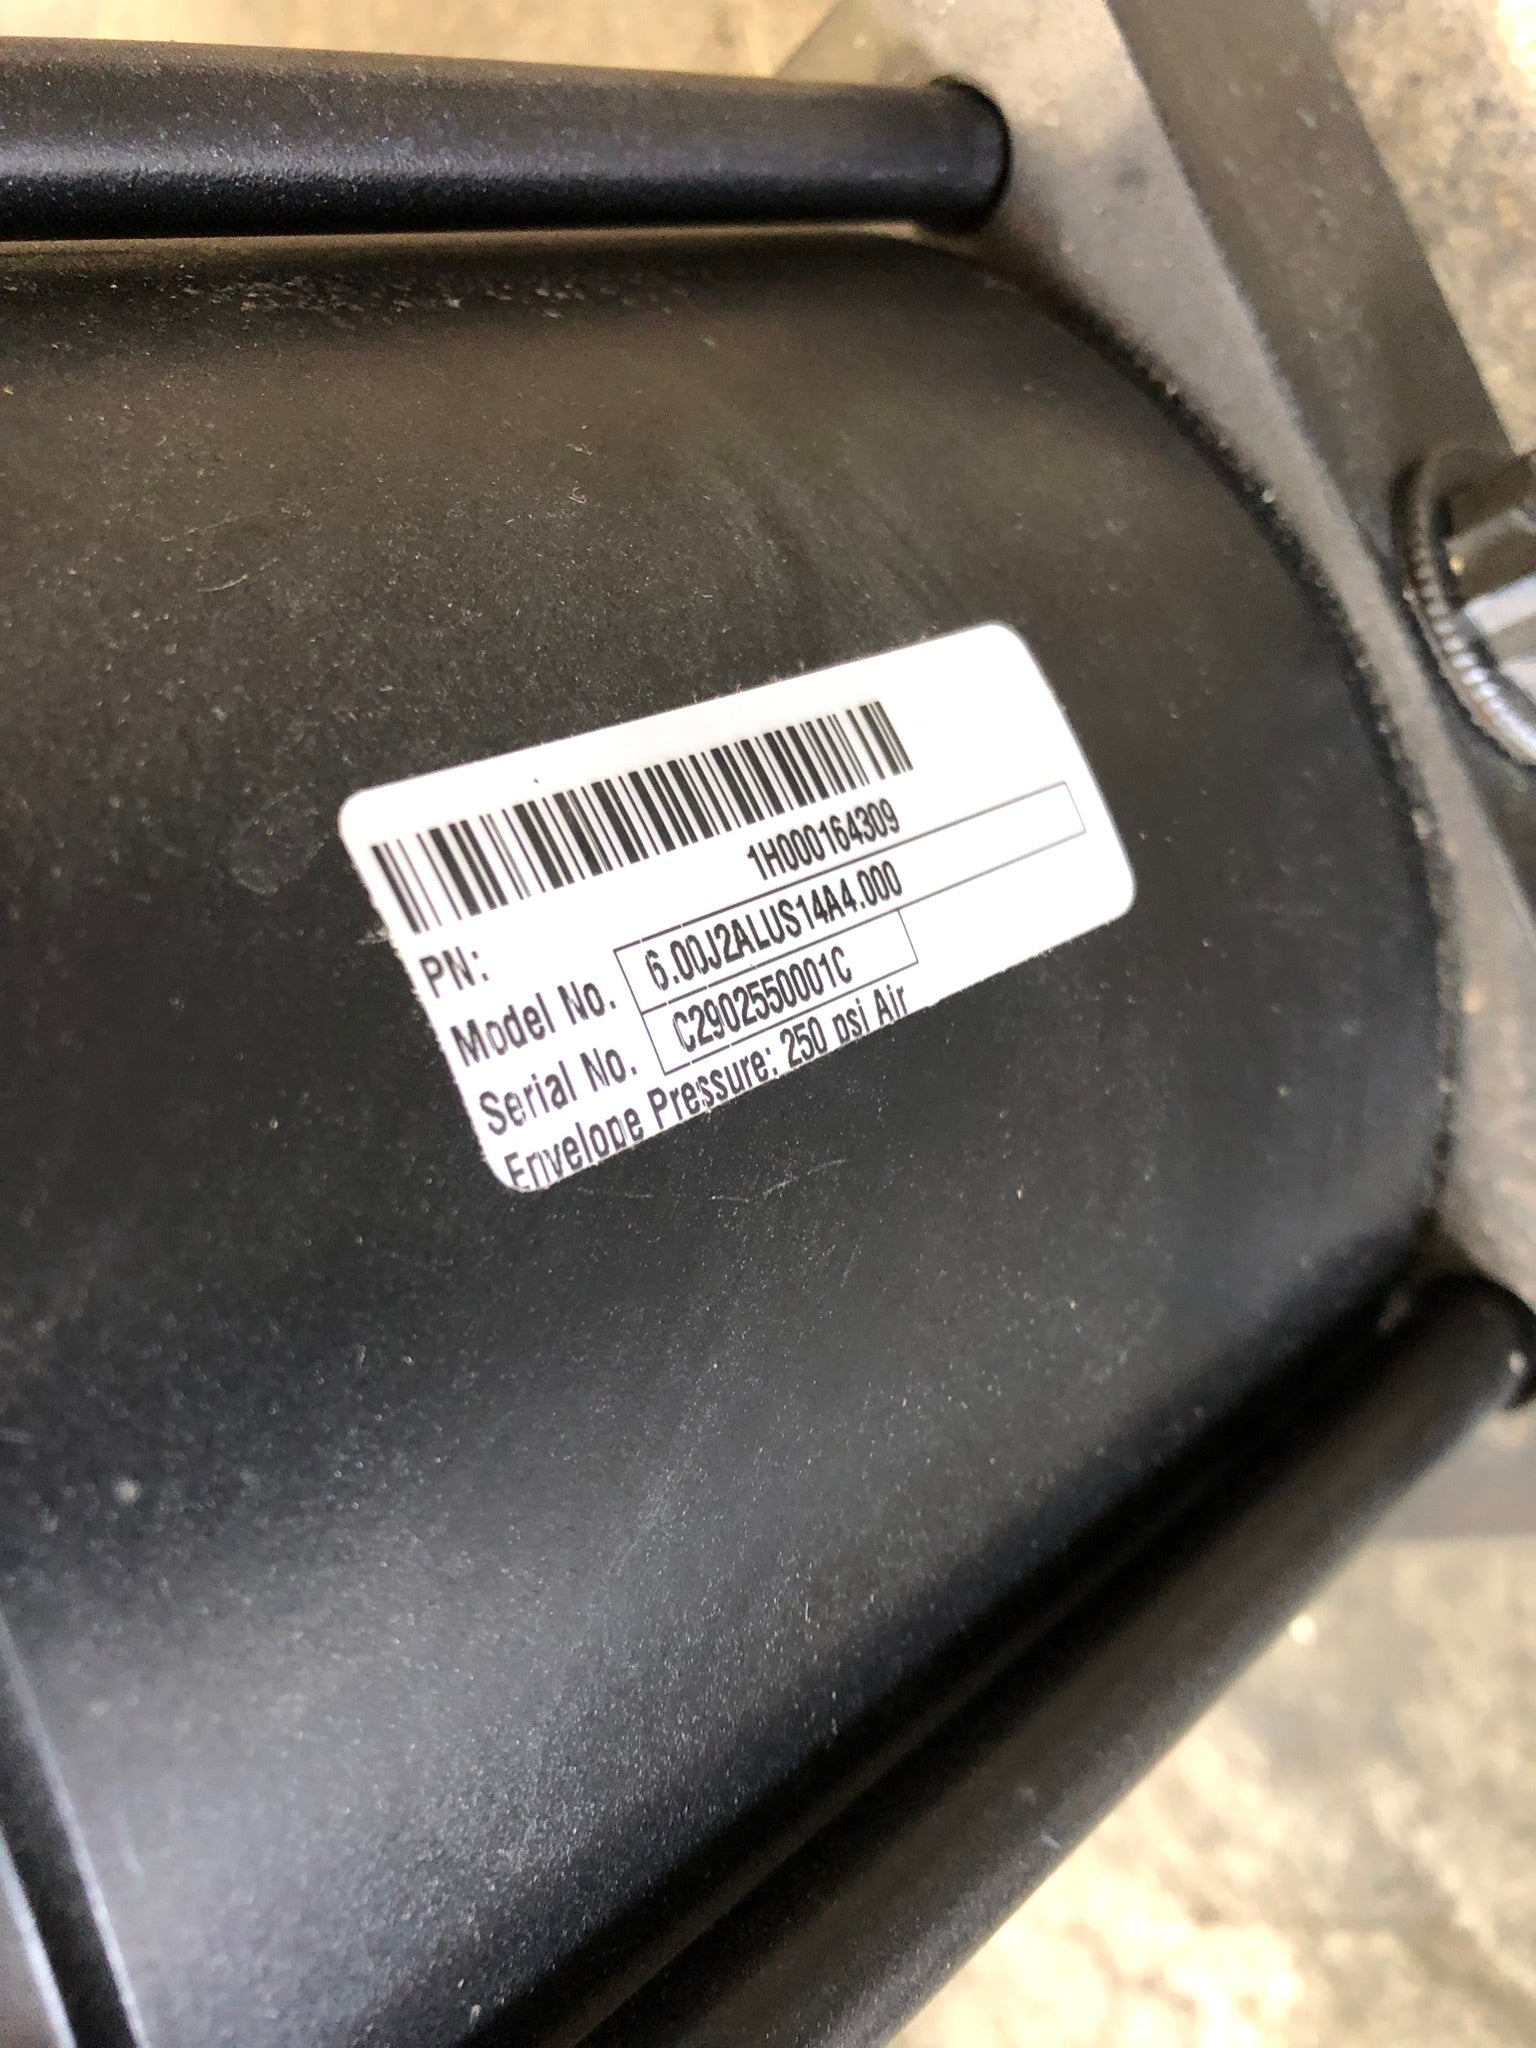 1H000164309
PN:
Model No. 6.00J2ALUS14A4.000
Serial No. C2902550001C
Envelope Pressure: 250 psi Air